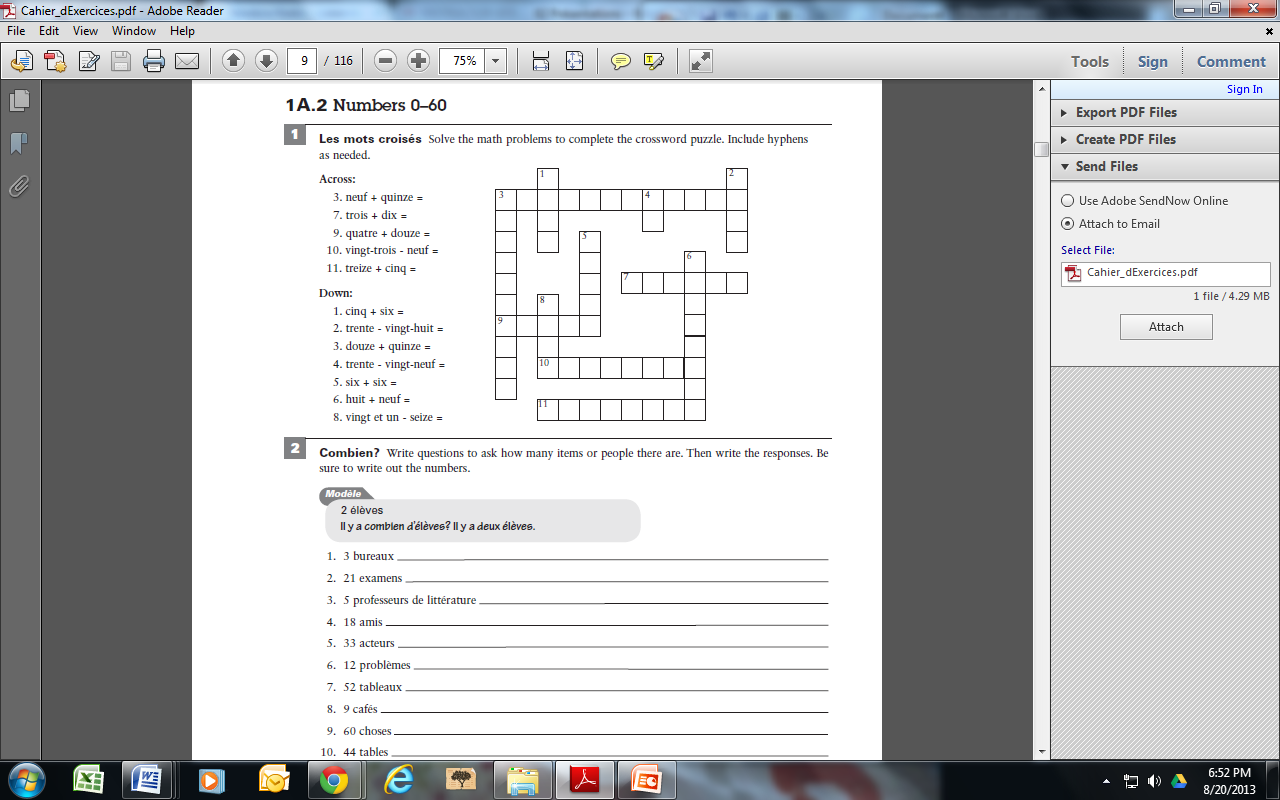 Cahier_dExercices.pdf - Adobe Reader
File Edit View Window Help
9 / 116 75% Tools Sign Comment
Sign In
Export PDF Files
Create PDF Files
Send Files
Use Adobe SendNow Online
Attach to Email
Select File:
Cahier_dExercices.pdf
1 file / 4.29 MB
Attach
1A.2 Numbers 0–60
1 Les mots croisés Solve the math problems to complete the crossword puzzle. Include hyphens
as needed.
Across:
3. neuf + quinze =
7. trois + dix =
9. quatre + douze =
10. vingt-trois - neuf =
11. treize + cinq =
Down:
1. cinq + six =
2. trente - vingt-huit =
3. douze + quinze =
4. trente - vingt-neuf =
5. six + six =
6. huit + neuf =
8. vingt et un - seize =
1 2
3 4
5
6
7
8
9
10
11
2 Combien? Write questions to ask how many items or people there are. Then write the responses. Be
sure to write out the numbers.
Modèle
2 élèves
Il y a combien d'élèves? Il y a deux élèves.
1. 3 bureaux
2. 21 examens
3. 5 professeurs de littérature
4. 18 amis
5. 33 acteurs
6. 12 problèmes
7. 52 tableaux
8. 9 cafés
9. 60 choses
10. 44 tables
6:52 PM
8/20/2013